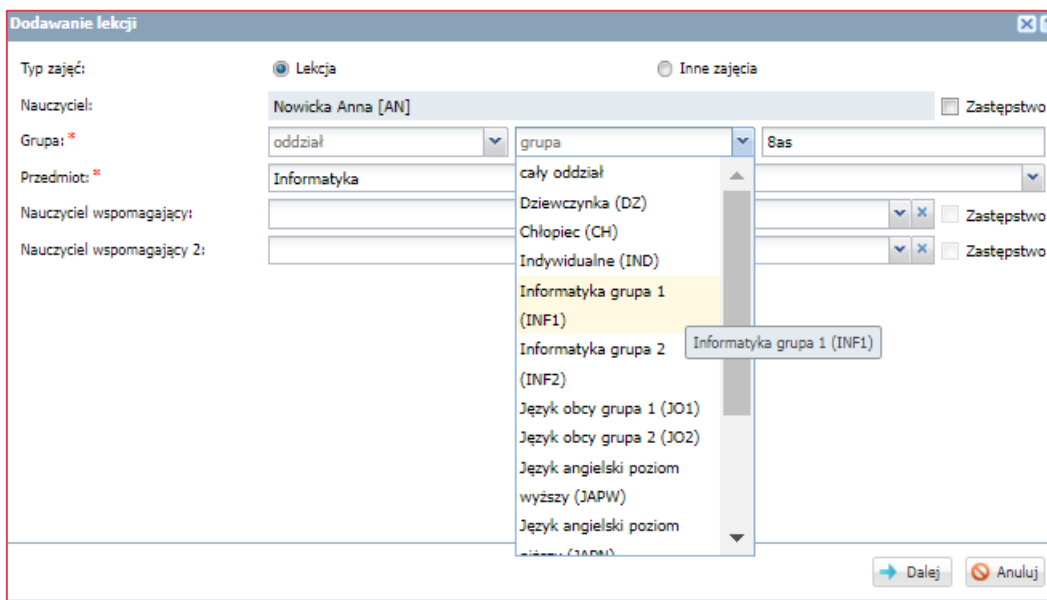 Dodawanie lekcji
Typ zajęć: Lekcja Inne zajęcia
Nauczyciel: Nowicka Anna [AN] Zastępstwo
Grupa: * oddział grupa 8as
Przedmiot: * Informatyka
Nauczyciel wspomagający: Zastępstwo
Nauczyciel wspomagający 2: Zastępstwo
cały oddział
Dziewczynka (DZ)
Chłopiec (CH)
Indywidualne (IND)
Informatyka grupa 1
(INF1)
Informatyka grupa 1 (INF1)
Informatyka grupa 2
(INF2)
Język obcy grupa 1 (JO1)
Język obcy grupa 2 (JO2)
Język angielski poziom
wyższy (JAPW)
Język angielski poziom
niższy (JAPN)
Dalej Anuluj